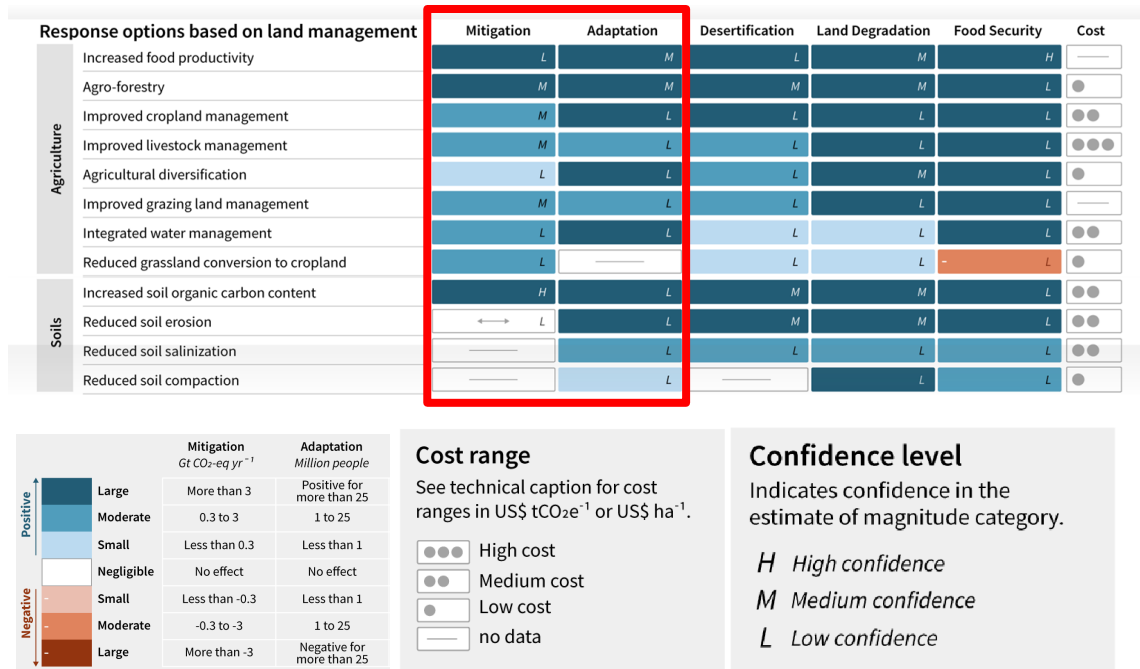 Response options based on land management Mitigation Adaptation Desertification Land Degradation Food Security Cost
Agriculture
Increased food productivity L M L M H
Agro-forestry M M M M L
Improved cropland management M L L L L
Improved livestock management M L L L L
Agricultural diversification L L L M L
Improved grazing land management M L L L L
Integrated water management L L L L L
Reduced grassland conversion to cropland L L L - L
Soils
Increased soil organic carbon content H L M M L
Reduced soil erosion L L M M L
Reduced soil salinization L L L L
Reduced soil compaction L L L
Mitigation Adaptation
Gt CO₂-eq yr⁻¹ Million people
Positive
Large More than 3 Positive for more than 25
Moderate 0.3 to 3 1 to 25
Small Less than 0.3 Less than 1
Negligible No effect No effect
Negative
- Small Less than -0.3 Less than 1
- Moderate -0.3 to -3 1 to 25
- Large More than -3 Negative for more than 25
Cost range
See technical caption for cost
ranges in US$ tCO₂e⁻¹ or US$ ha⁻¹.
High cost
Medium cost
Low cost
no data
Confidence level
Indicates confidence in the
estimate of magnitude category.
H High confidence
M Medium confidence
L Low confidence